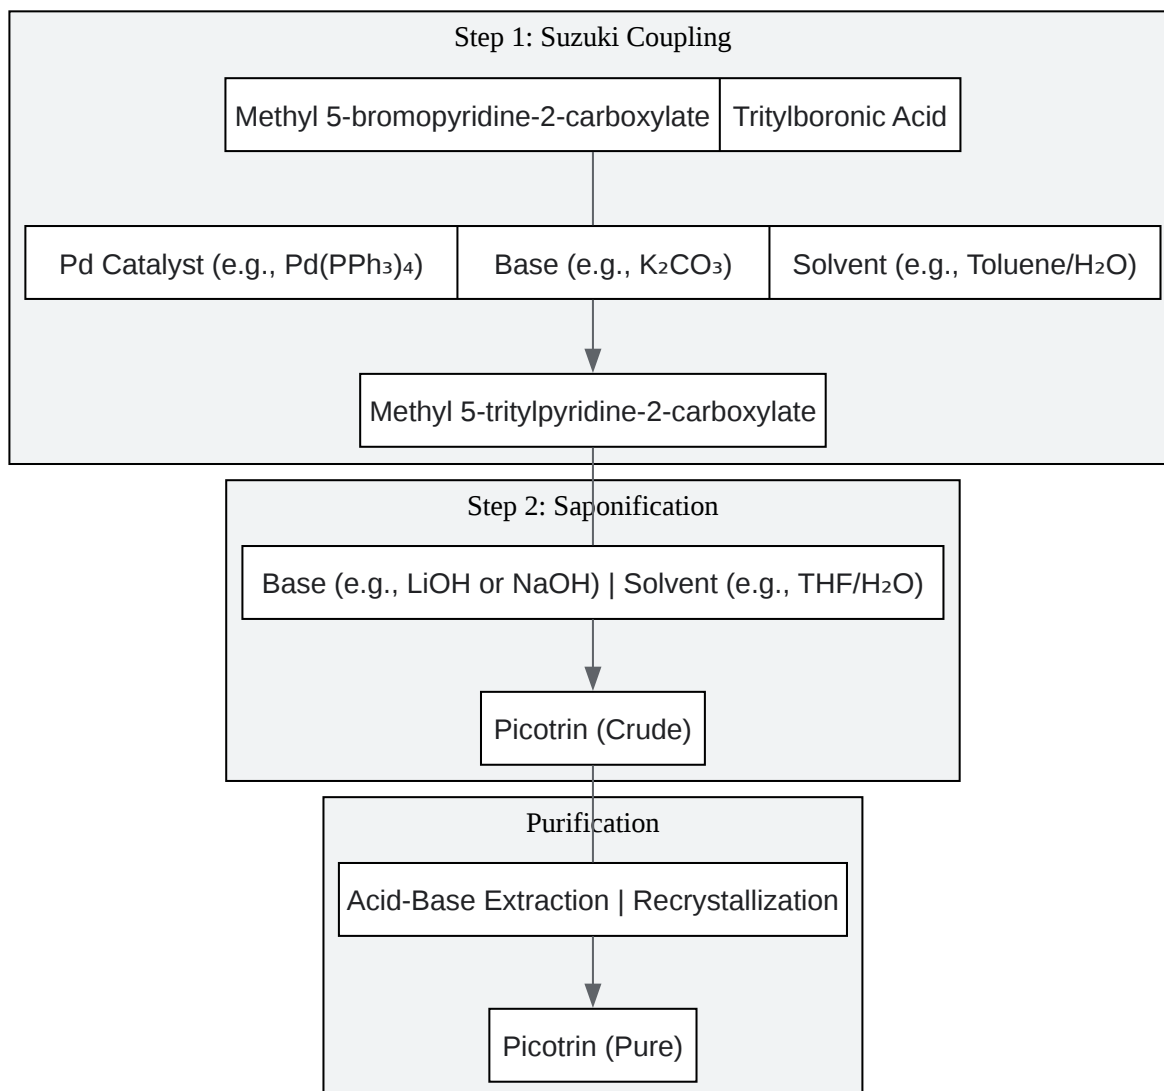 Step 1: Suzuki Coupling
Methyl 5-bromopyridine-2-carboxylate
Tritylboronic Acid
Pd Catalyst (e.g., Pd(PPh₃)₄)
Base (e.g., K₂CO₃)
Solvent (e.g., Toluene/H₂O)
Methyl 5-tritylpyridine-2-carboxylate
Step 2: Saponification
Base (e.g., LiOH or NaOH) | Solvent (e.g., THF/H₂O)
Picotrin (Crude)
Purification
Acid-Base Extraction | Recrystallization
Picotrin (Pure)